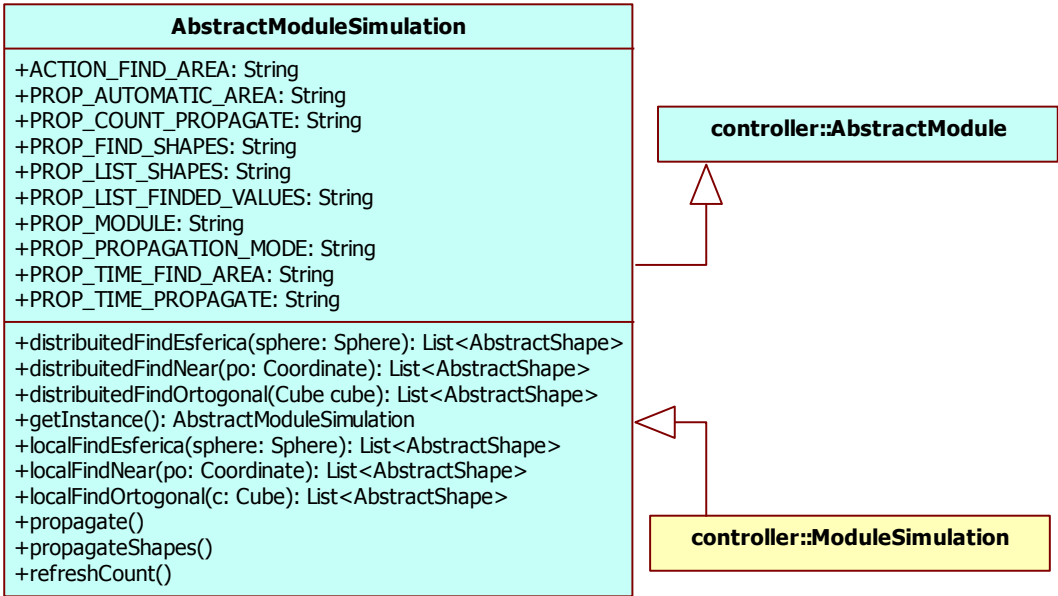 AbstractModuleSimulation
+ACTION_FIND_AREA: String
+PROP_AUTOMATIC_AREA: String
+PROP_COUNT_PROPAGATE: String
+PROP_FIND_SHAPES: String
+PROP_LIST_SHAPES: String
+PROP_LIST_FINDED_VALUES: String
+PROP_MODULE: String
+PROP_PROPAGATION_MODE: String
+PROP_TIME_FIND_AREA: String
+PROP_TIME_PROPAGATE: String
+distribuitedFindEsferica(sphere: Sphere): List<AbstractShape>
+distribuitedFindNear(po: Coordinate): List<AbstractShape>
+distribuitedFindOrtogonal(Cube cube): List<AbstractShape>
+getInstance(): AbstractModuleSimulation
+localFindEsferica(sphere: Sphere): List<AbstractShape>
+localFindNear(po: Coordinate): List<AbstractShape>
+localFindOrtogonal(c: Cube): List<AbstractShape>
+propagate()
+propagateShapes()
+refreshCount()
controller::AbstractModule
controller::ModuleSimulation